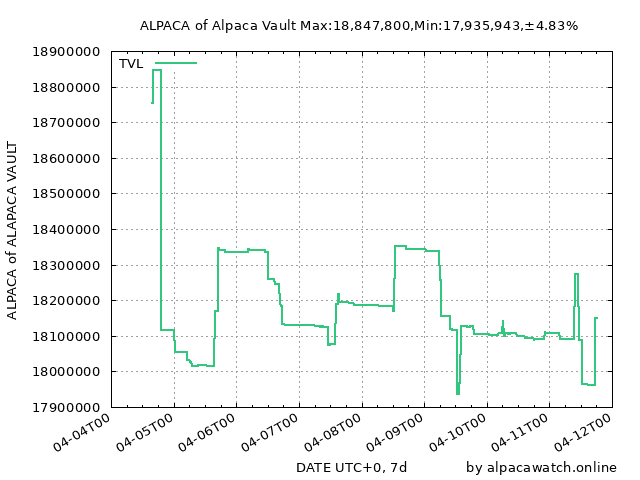 ALPACA of Alpaca Vault Max:18,847,800,Min:17,935,943,±4.83%
TVL
18900000
18800000
18700000
18600000
18500000
18400000
18300000
18200000
18100000
18000000
17900000
ALPACA of ALAPACA VAULT
04-04T00
04-05T00
04-06T00
04-07T00
04-08T00
04-09T00
04-10T00
04-11T00
04-12T00
DATE UTC+0, 7d
by alpacawatch.online